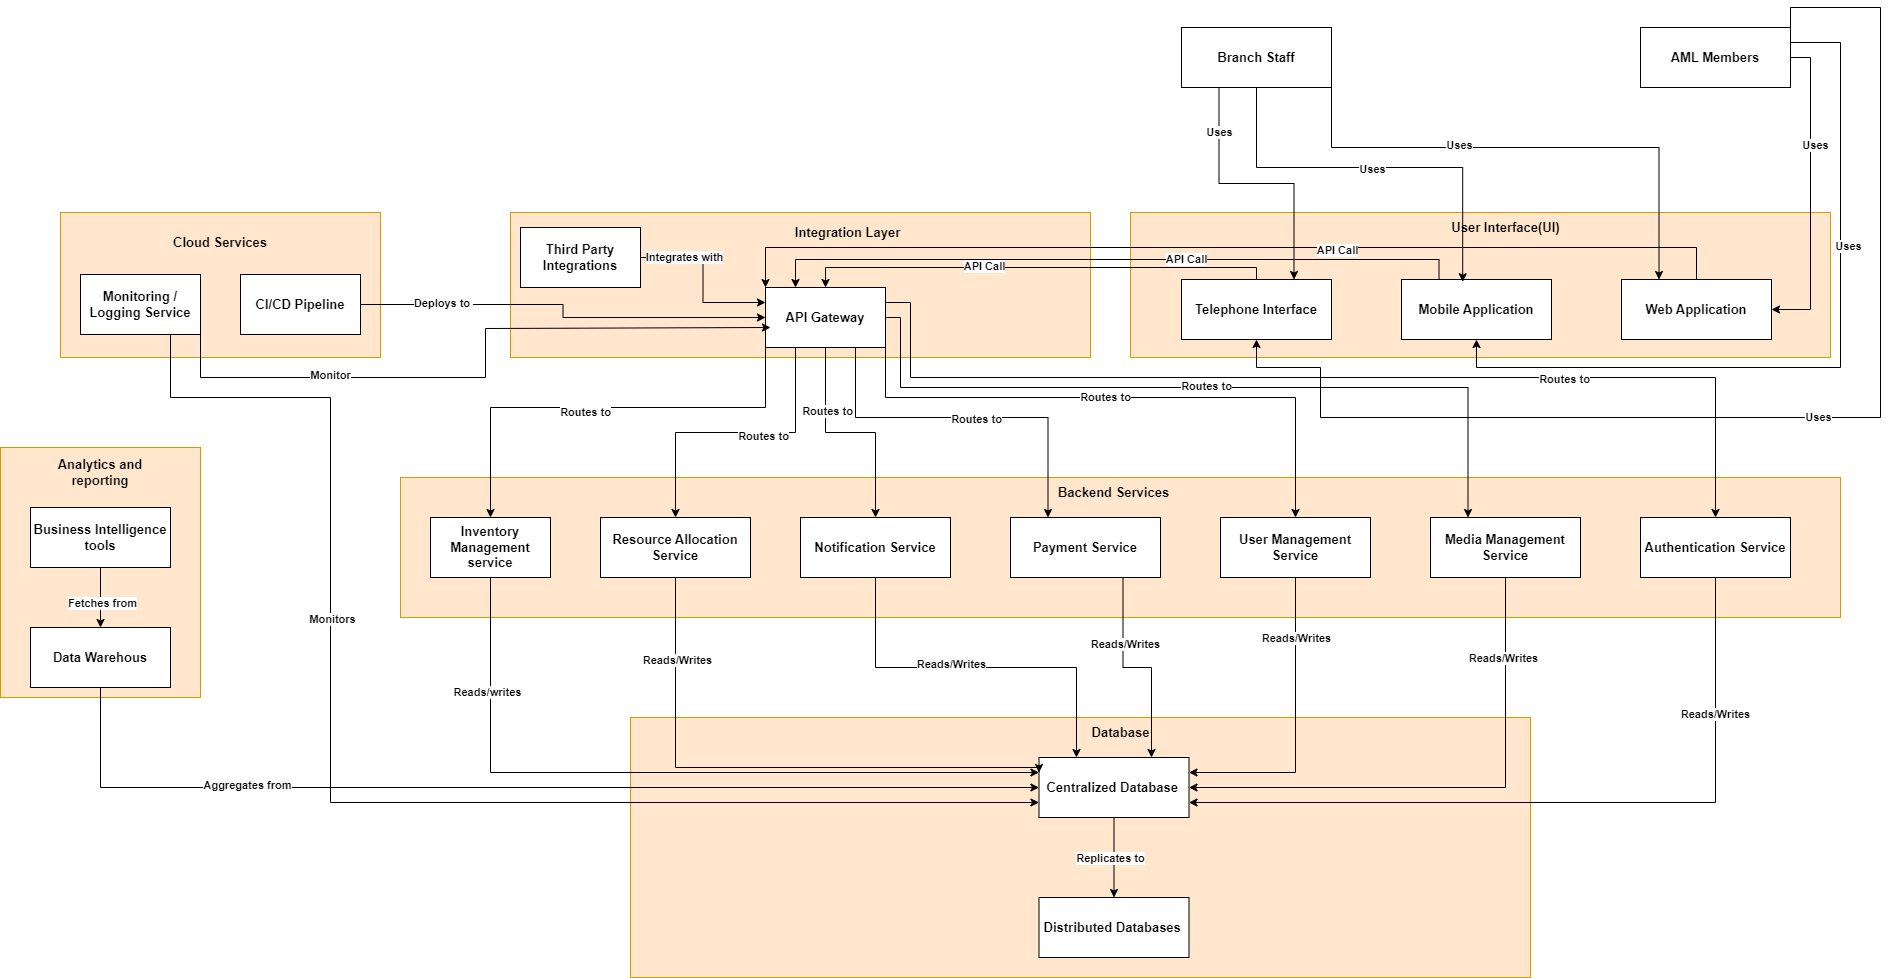 Branch Staff
AML Members
Uses
Uses
Uses
Uses
Uses
Uses
Cloud Services
Monitoring /
Logging Service
CI/CD Pipeline
Deploys to
Monitor
Monitors
Integration Layer
Third Party
Integrations
Integrates with
API Gateway
API Call
API Call
API Call
User Interface(UI)
Telephone Interface
Mobile Application
Web Application
Routes to
Routes to
Routes to
Routes to
Routes to
Routes to
Routes to
Analytics and
reporting
Business Intelligence
tools
Fetches from
Data Warehous
Aggregates from
Backend Services
Inventory
Management
service
Resource Allocation
Service
Notification Service
Payment Service
User Management
Service
Media Management
Service
Authentication Service
Reads/writes
Reads/Writes
Reads/Writes
Reads/Writes
Reads/Writes
Reads/Writes
Reads/Writes
Database
Centralized Database
Replicates to
Distributed Databases